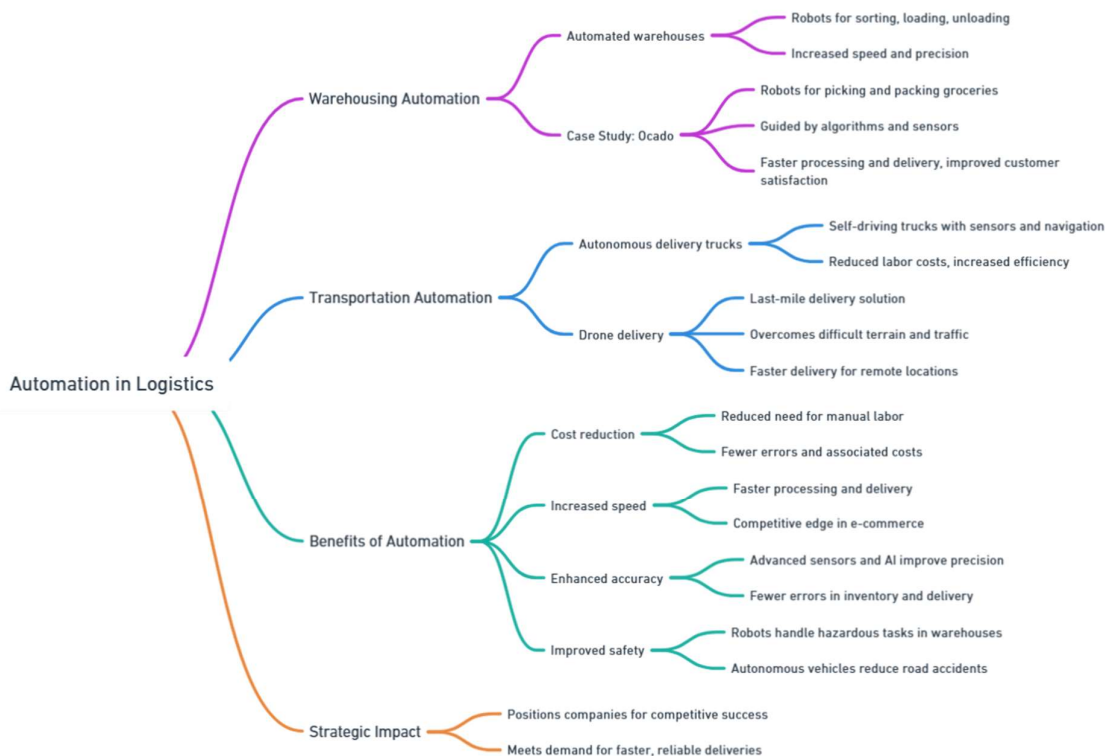 Automation in Logistics
Warehousing Automation
Automated warehouses
Robots for sorting, loading, unloading
Increased speed and precision
Case Study: Ocado
Robots for picking and packing groceries
Guided by algorithms and sensors
Faster processing and delivery, improved customer
satisfaction
Transportation Automation
Autonomous delivery trucks
Self-driving trucks with sensors and navigation
Reduced labor costs, increased efficiency
Drone delivery
Last-mile delivery solution
Overcomes difficult terrain and traffic
Faster delivery for remote locations
Benefits of Automation
Cost reduction
Reduced need for manual labor
Fewer errors and associated costs
Increased speed
Faster processing and delivery
Competitive edge in e-commerce
Enhanced accuracy
Advanced sensors and AI improve precision
Fewer errors in inventory and delivery
Improved safety
Robots handle hazardous tasks in warehouses
Autonomous vehicles reduce road accidents
Strategic Impact
Positions companies for competitive success
Meets demand for faster, reliable deliveries